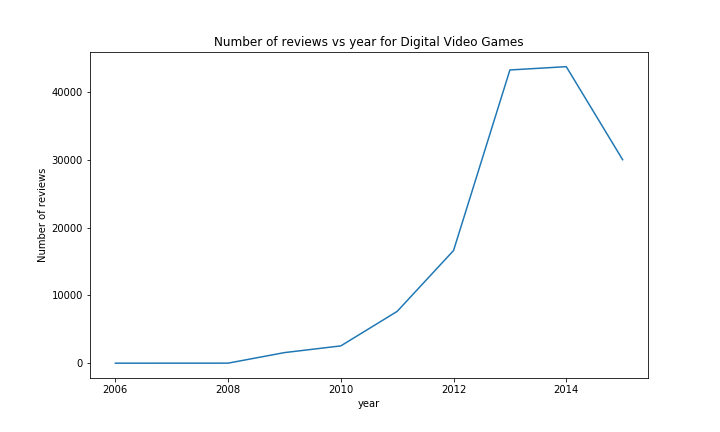 Number of reviews vs year for Digital Video Games
Number of reviews
40000
30000
20000
10000
0
2006 2008 2010 2012 2014
year